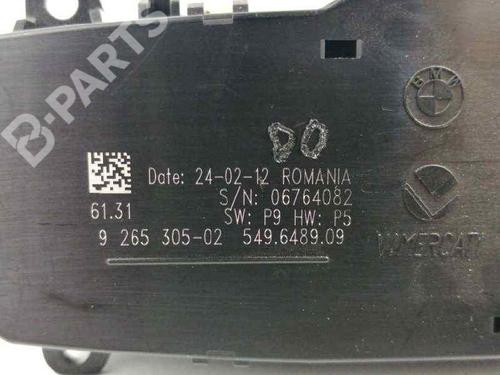 B-PARTS
BMW
DO
Date: 24-02-12 ROMANIA
S/N: 06764082
61.31 SW: P9 HW: P5
9 265 305-02 549.6489.09